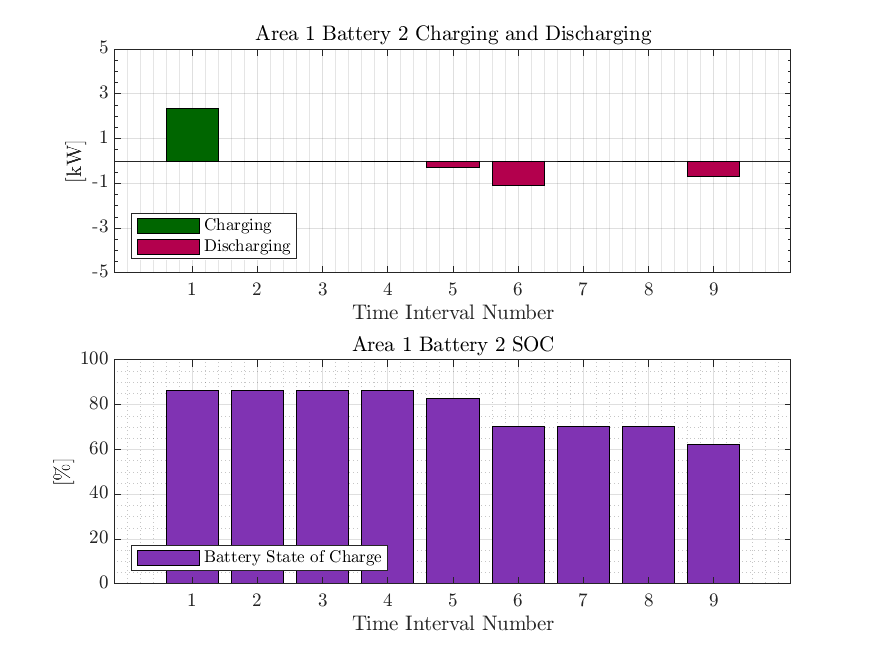 Area 1 Battery 2 Charging and Discharging
5
3
1
-1
-3
-5
[kW]
Charging
Discharging
1 2 3 4 5 6 7 8 9
Time Interval Number
Area 1 Battery 2 SOC
100
80
60
40
20
0
[%]
Battery State of Charge
1 2 3 4 5 6 7 8 9
Time Interval Number